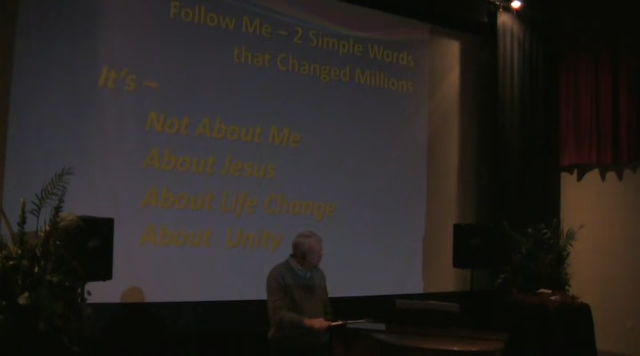 Follow Me – 2 Simple Words
that Changed Millions
It's –
Not About Me
About Jesus
About Life Change
About Unity